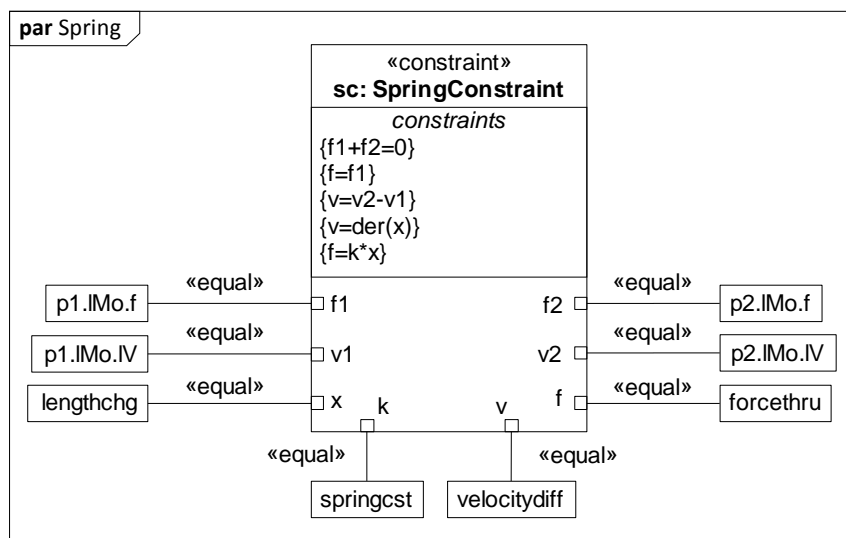 par Spring
«constraint»
sc: SpringConstraint
constraints
{f1+f2=0}
{f=f1}
{v=v2-v1}
{v=der(x)}
{f=k*x}
«equal»
p1.lMo.f
f1
f2
«equal»
p2.lMo.f
«equal»
p1.lMo.lV
v1
v2
«equal»
p2.lMo.lV
«equal»
lengthchg
x
k
v
f
«equal»
forcethru
«equal»
springcst
«equal»
velocitydiff